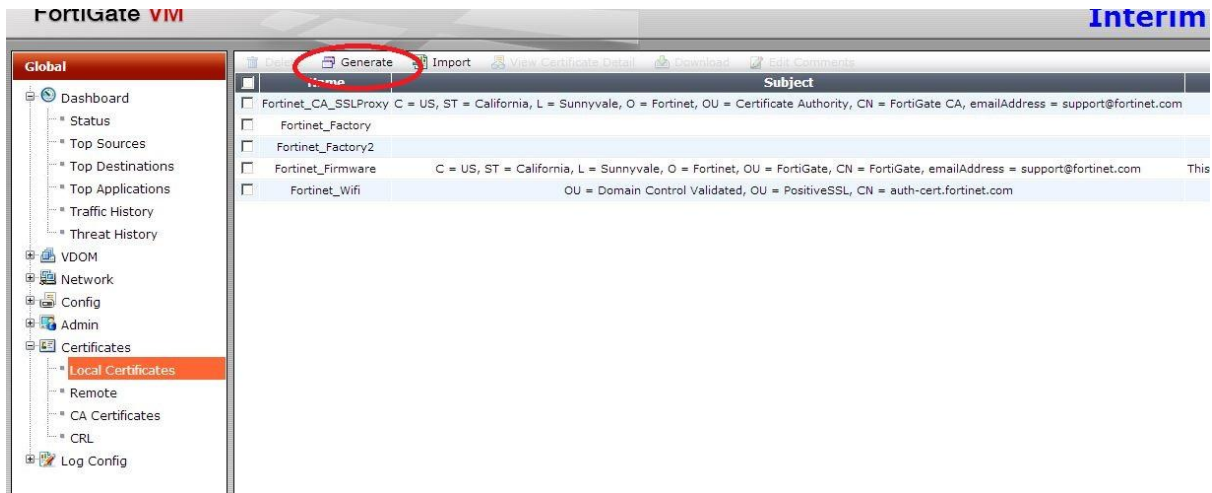 FortiGate VM
Interim
Global
Dashboard
Status
Top Sources
Top Destinations
Top Applications
Traffic History
Threat History
VDOM
Network
Config
Admin
Certificates
Local Certificates
Remote
CA Certificates
CRL
Log Config
Delete Generate Import View Certificate Detail Download Edit Comments
Name Subject
Fortinet_CA_SSLProxy C = US, ST = California, L = Sunnyvale, O = Fortinet, OU = Certificate Authority, CN = FortiGate CA, emailAddress = support@fortinet.com
Fortinet_Factory
Fortinet_Factory2
Fortinet_Firmware C = US, ST = California, L = Sunnyvale, O = Fortinet, OU = FortiGate, CN = FortiGate, emailAddress = support@fortinet.com This
Fortinet_Wifi OU = Domain Control Validated, OU = PositiveSSL, CN = auth-cert.fortinet.com